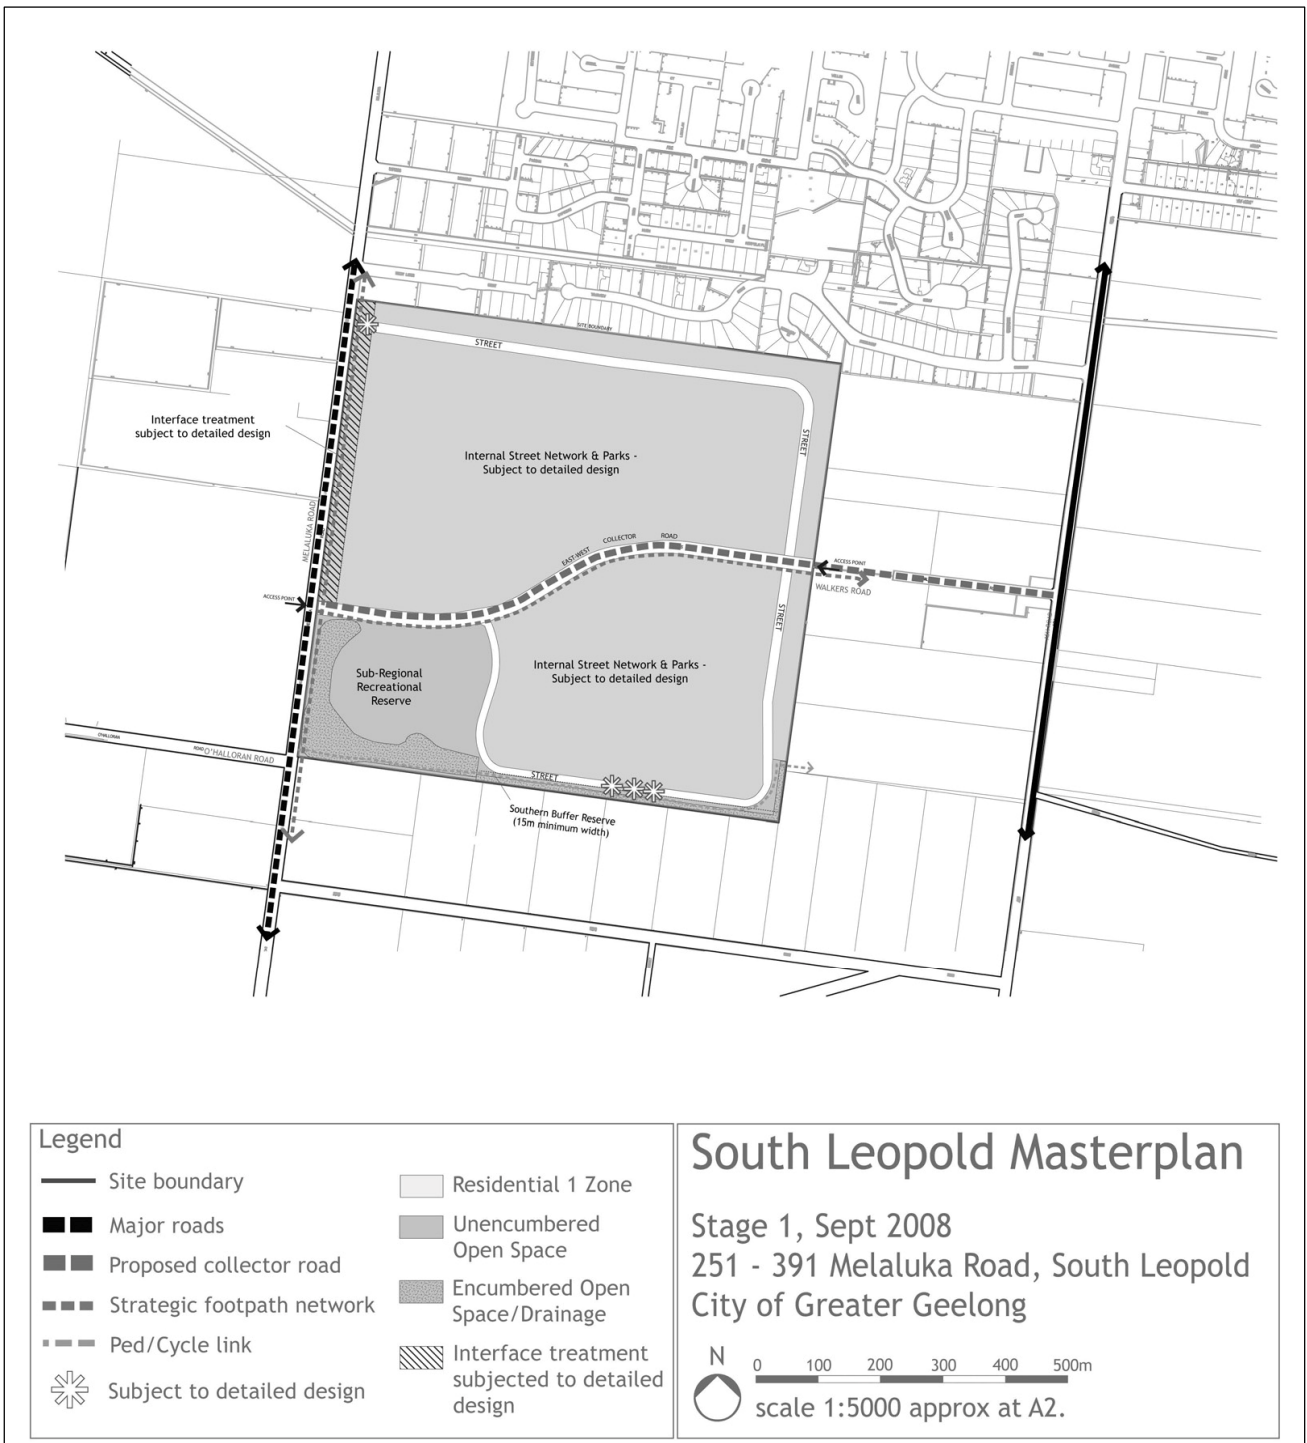 SITE BOUNDARY
STREET
Interface treatment
subject to detailed design
STREET
Internal Street Network & Parks -
Subject to detailed design
MELALUKA ROAD
EAST-WEST COLLECTOR ROAD
ACCESS POINT
WALKERS ROAD
ACCESS POINT
STREET
Sub-Regional
Recreational
Reserve
Internal Street Network & Parks -
Subject to detailed design
O'HALLORAN
ROAD
O'HALLORAN ROAD
STREET
Southern Buffer Reserve
(15m minimum width)
Legend
Site boundary
Major roads
Proposed collector road
Strategic footpath network
Ped/Cycle link
Subject to detailed design
Residential 1 Zone
Unencumbered
Open Space
Encumbered Open
Space/Drainage
Interface treatment
subjected to detailed
design
South Leopold Masterplan
Stage 1, Sept 2008
251 - 391 Melaluka Road, South Leopold
City of Greater Geelong
N
0 100 200 300 400 500m
scale 1:5000 approx at A2.